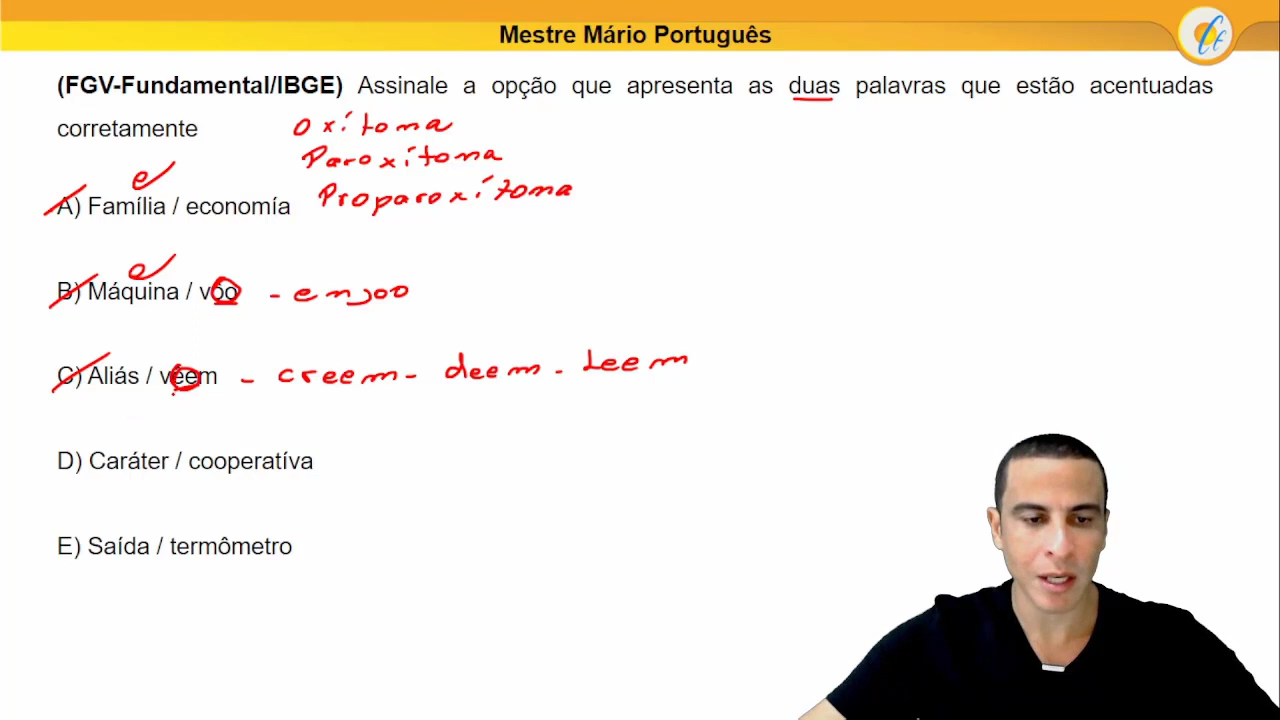 Mestre Mário Português
(FGV-Fundamental/IBGE) Assinale a opção que apresenta as duas palavras que estão acentuadas
corretamente
oxítona
Paroxítona
Proparoxítona
A) Família / economía
B) Máquina / vôo - enjoo
C) Aliás / vêem - creem - deem - Leem
D) Caráter / cooperatíva
E) Saída / termômetro